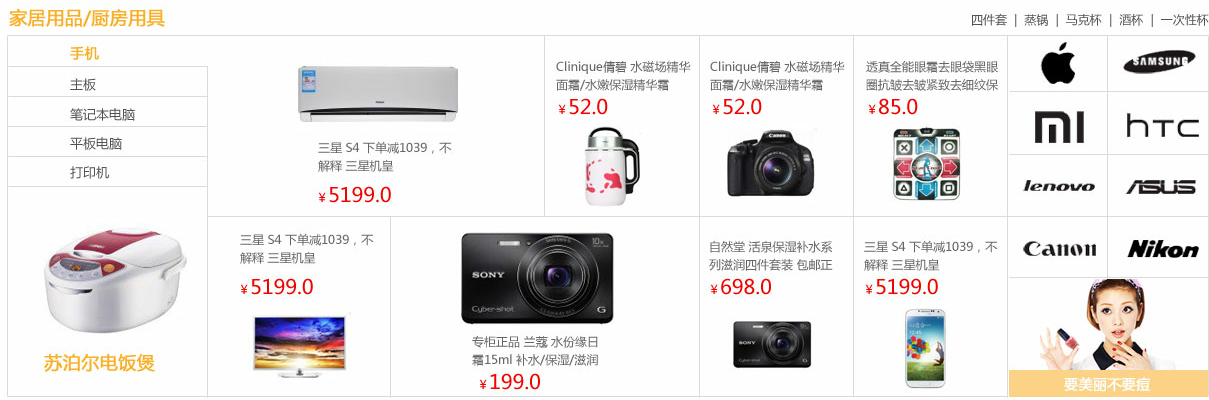 家居用品/厨房用具
四件套 | 蒸锅 | 马克杯 | 酒杯 | 一次性杯
手机
主板
笔记本电脑
平板电脑
打印机
苏泊尔电饭煲
三星 S4 下单减1039，不
解释 三星机皇
¥5199.0
Clinique倩碧 水磁场精华
面霜/水嫩保湿精华霜
¥52.0
Clinique倩碧 水磁场精华
面霜/水嫩保湿精华霜
¥52.0
Canon
透真全能眼霜去眼袋黑眼
圈抗皱去皱紧致去细纹保
¥85.0
三星 S4 下单减1039，不
解释 三星机皇
¥5199.0
SONY
10x
Cyber-shot
G
专柜正品 兰蔻 水份缘日
霜15ml 补水/保湿/滋润
¥199.0
自然堂 活泉保湿补水系
列滋润四件套装 包邮正
¥698.0
SONY
三星 S4 下单减1039，不
解释 三星机皇
¥5199.0
SAMSUNG
mi
hTC
lenovo
ASUS
Canon
Nikon
要美丽不要痘